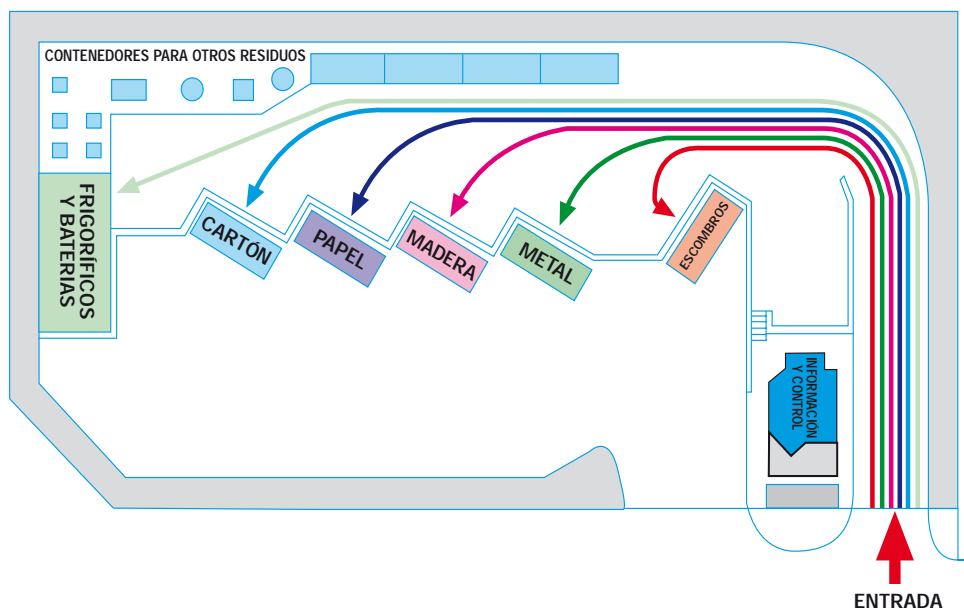 CONTENEDORES PARA OTROS RESIDUOS
FRIGORÍFICOS
Y BATERIAS
CARTÓN
PAPEL
MADERA
METAL
ESCOMBROS
INFORMACIÓN
Y CONTROL
ENTRADA